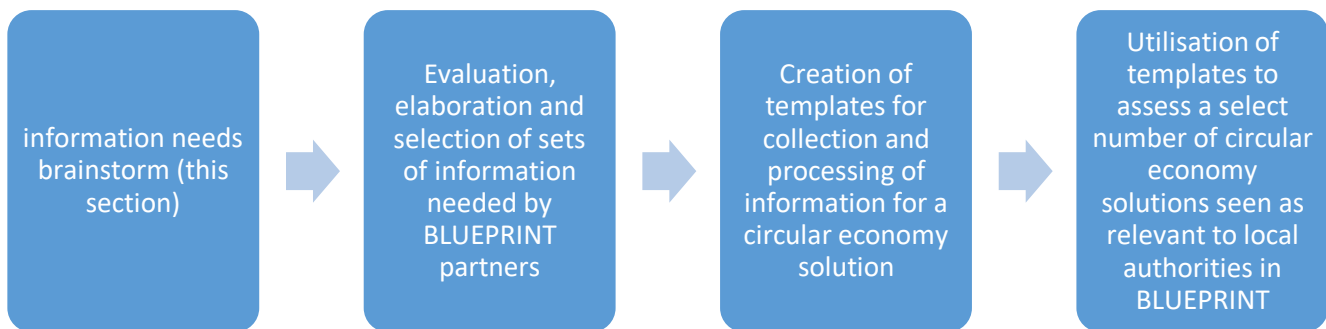 information needs
brainstorm (this
section)
Evaluation,
elaboration and
selection of sets
of information
needed by
BLUEPRINT
partners
Creation of
templates for
collection and
processing of
information for a
circular economy
solution
Utilisation of
templates to
assess a select
number of circular
economy
solutions seen as
relevant to local
authorities in
BLUEPRINT